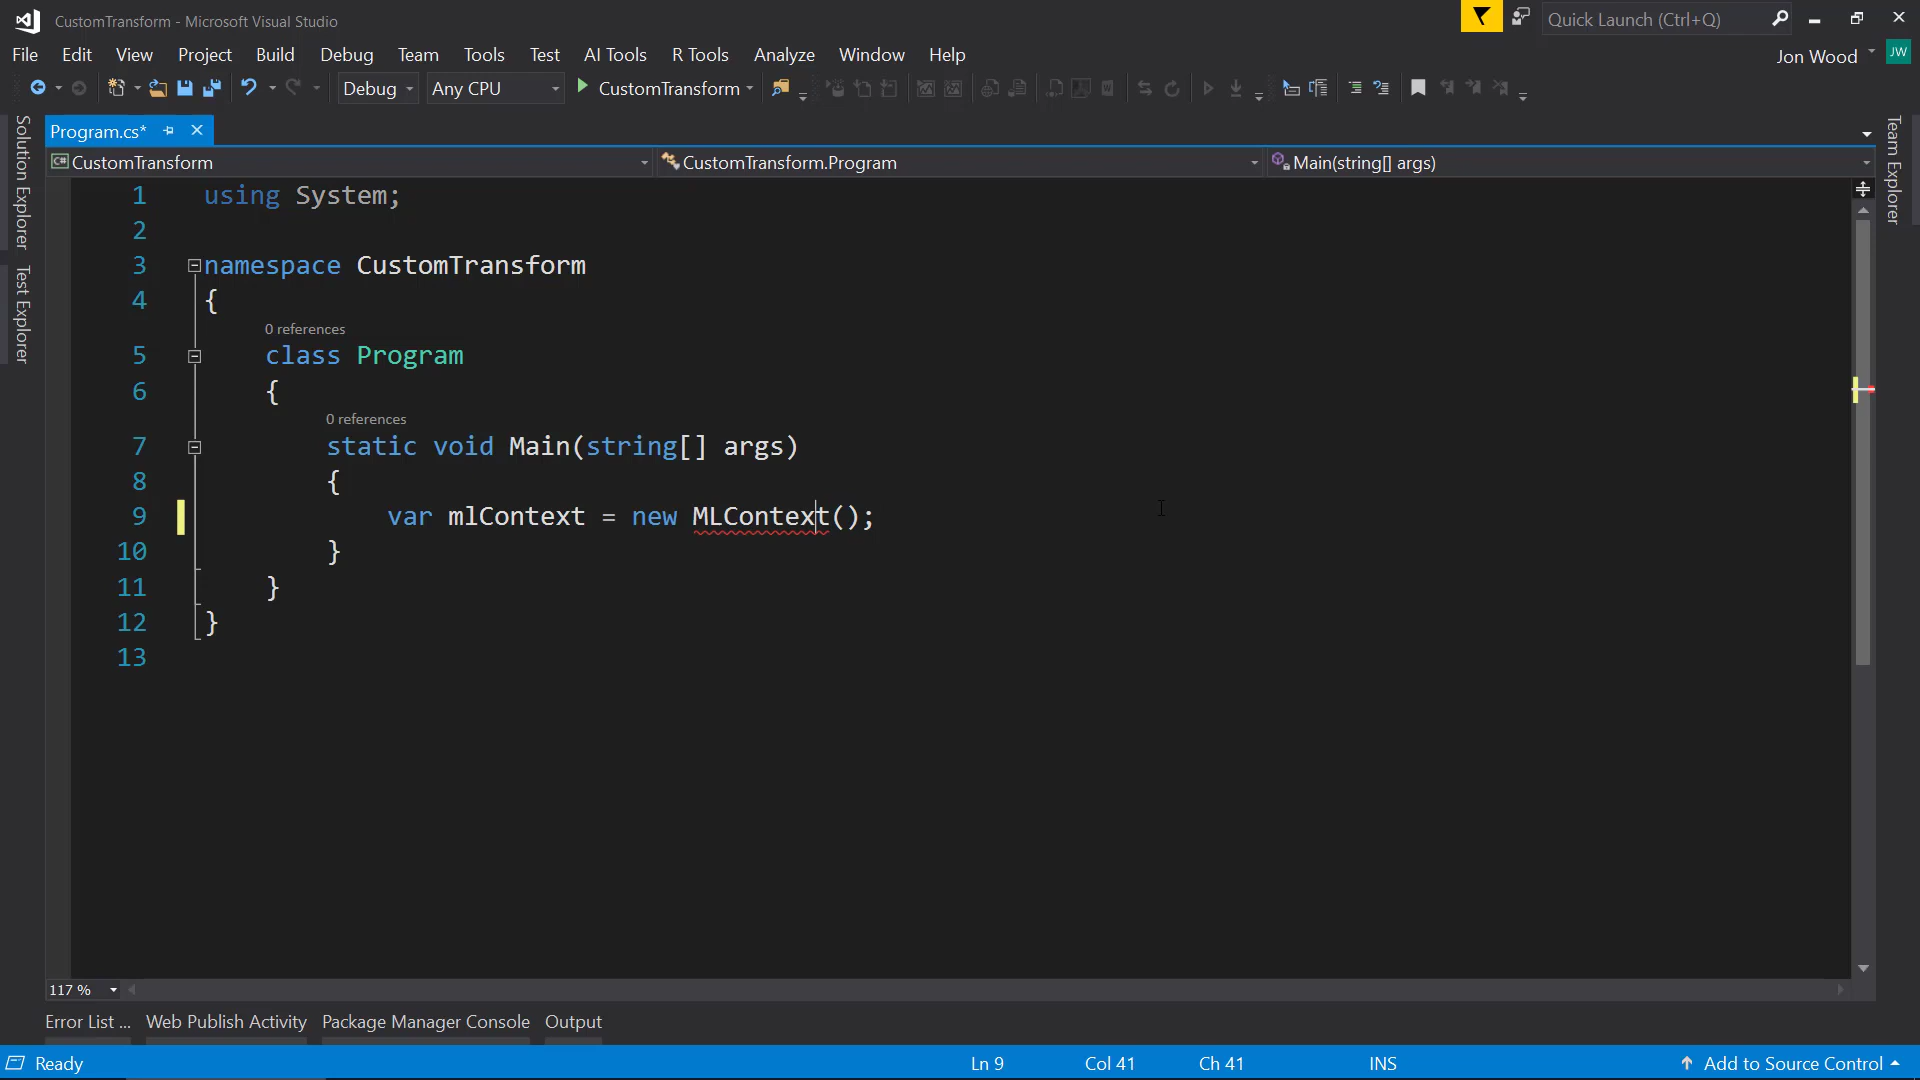 CustomTransform - Microsoft Visual Studio
Quick Launch (Ctrl+Q)
File Edit View Project Build Debug Team Tools Test AI Tools R Tools Analyze Window Help
Jon Wood JW
Debug Any CPU CustomTransform
Solution Explorer
Test Explorer
Team Explorer
Program.cs*
C# CustomTransform CustomTransform.Program Main(string[] args)
1 using System;
2
3 namespace CustomTransform
4 {
0 references
5 class Program
6 {
0 references
7 static void Main(string[] args)
8 {
9 var mlContext = new MLContext();
10 }
11 }
12 }
13
117 %
Error List ... Web Publish Activity Package Manager Console Output
Ready Ln 9 Col 41 Ch 41 INS Add to Source Control